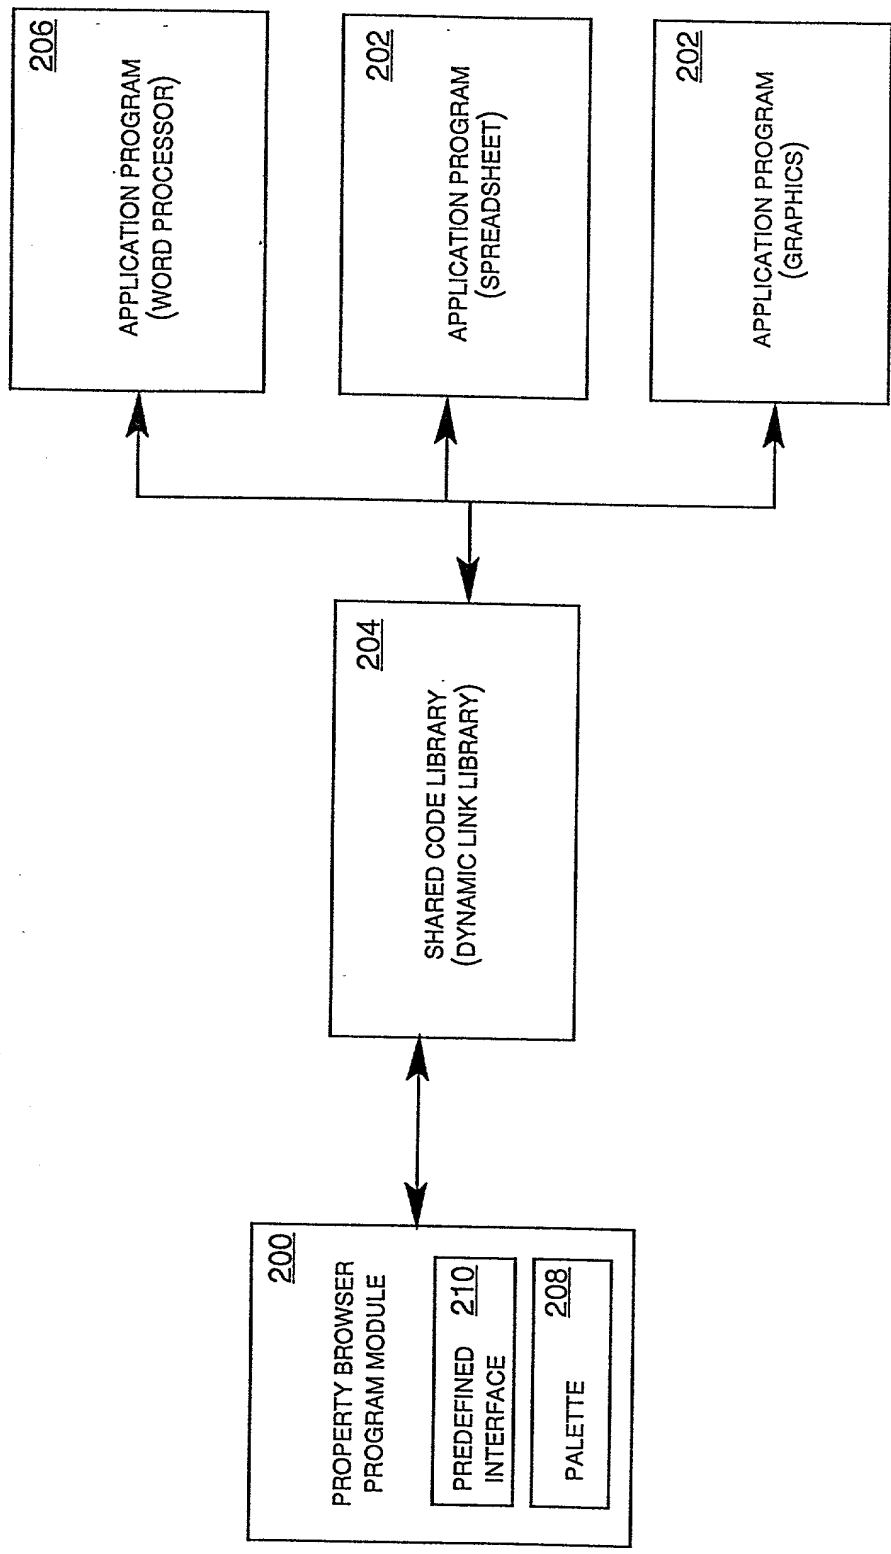 200
PROPERTY BROWSER
PROGRAM MODULE
PREDEFINED
INTERFACE
210
PALETTE
208
204
SHARED CODE LIBRARY
(DYNAMIC LINK LIBRARY)
206
APPLICATION PROGRAM
(WORD PROCESSOR)
202
APPLICATION PROGRAM
(SPREADSHEET)
202
APPLICATION PROGRAM
(GRAPHICS)